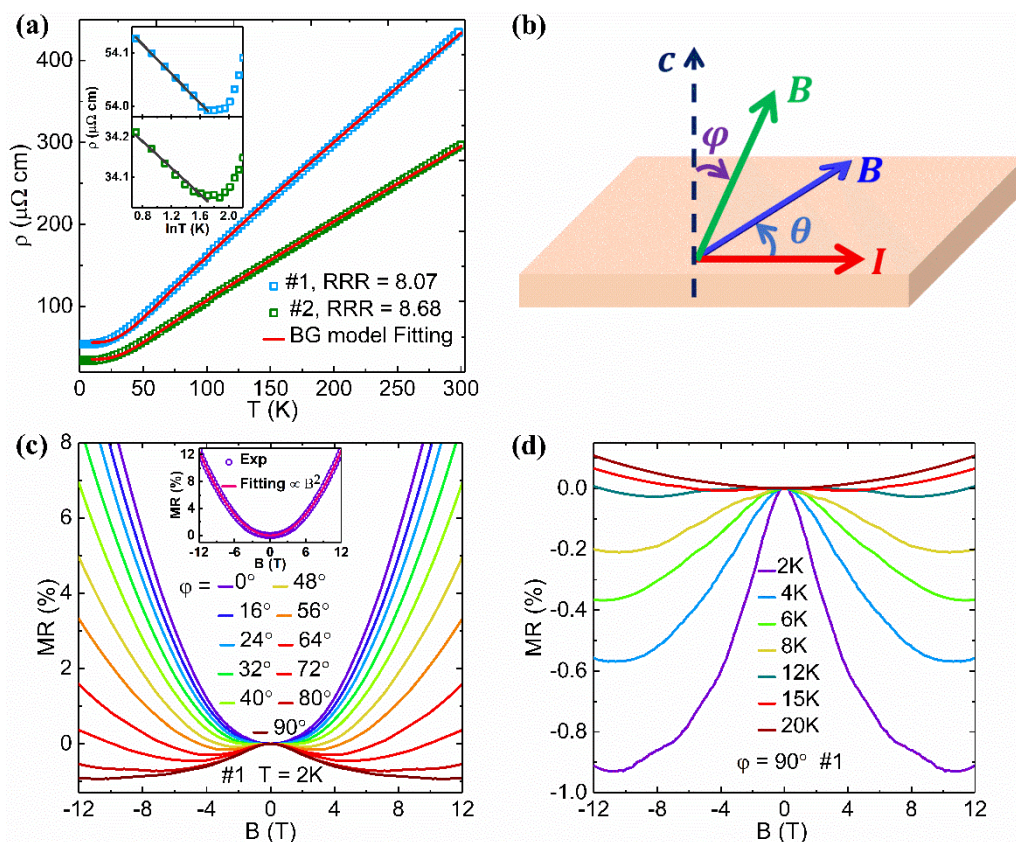 (a)
400
300
200
100
ρ (μΩ cm)
0 50 100 150 200 250 300
T (K)
54.1
54.0
ρ (μΩ cm)
34.2
34.1
ρ (μΩ cm)
0.8 1.2 1.6 2.0
lnT (K)
#1, RRR = 8.07
#2, RRR = 8.68
BG model Fitting
(b)
c
B
φ
B
θ
I
(c)
8
6
4
2
0
MR (%)
-12 -8 -4 0 4 8 12
B (T)
12
8
4
0
MR (%)
Exp
Fitting ∝ B²
-12 -6 0 6 12
B (T)
φ = 0° 48°
16° 56°
24° 64°
32° 72°
40° 80°
90°
#1 T = 2K
(d)
0.0
-0.2
-0.4
-0.6
-0.8
-1.0
MR (%)
2K
4K
6K
8K
12K
15K
20K
φ = 90° #1
-12 -8 -4 0 4 8 12
B (T)